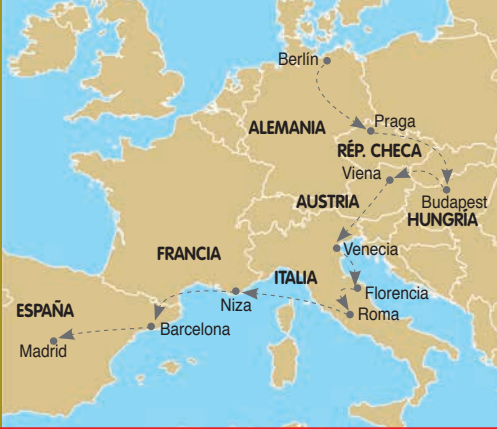 Berlín
ALEMANIA
Praga
RÉP. CHECA
Viena
AUSTRIA
Budapest
HUNGRÍA
Venecia
FRANCIA
ITALIA
Florencia
Niza
Roma
ESPAÑA
Barcelona
Madrid